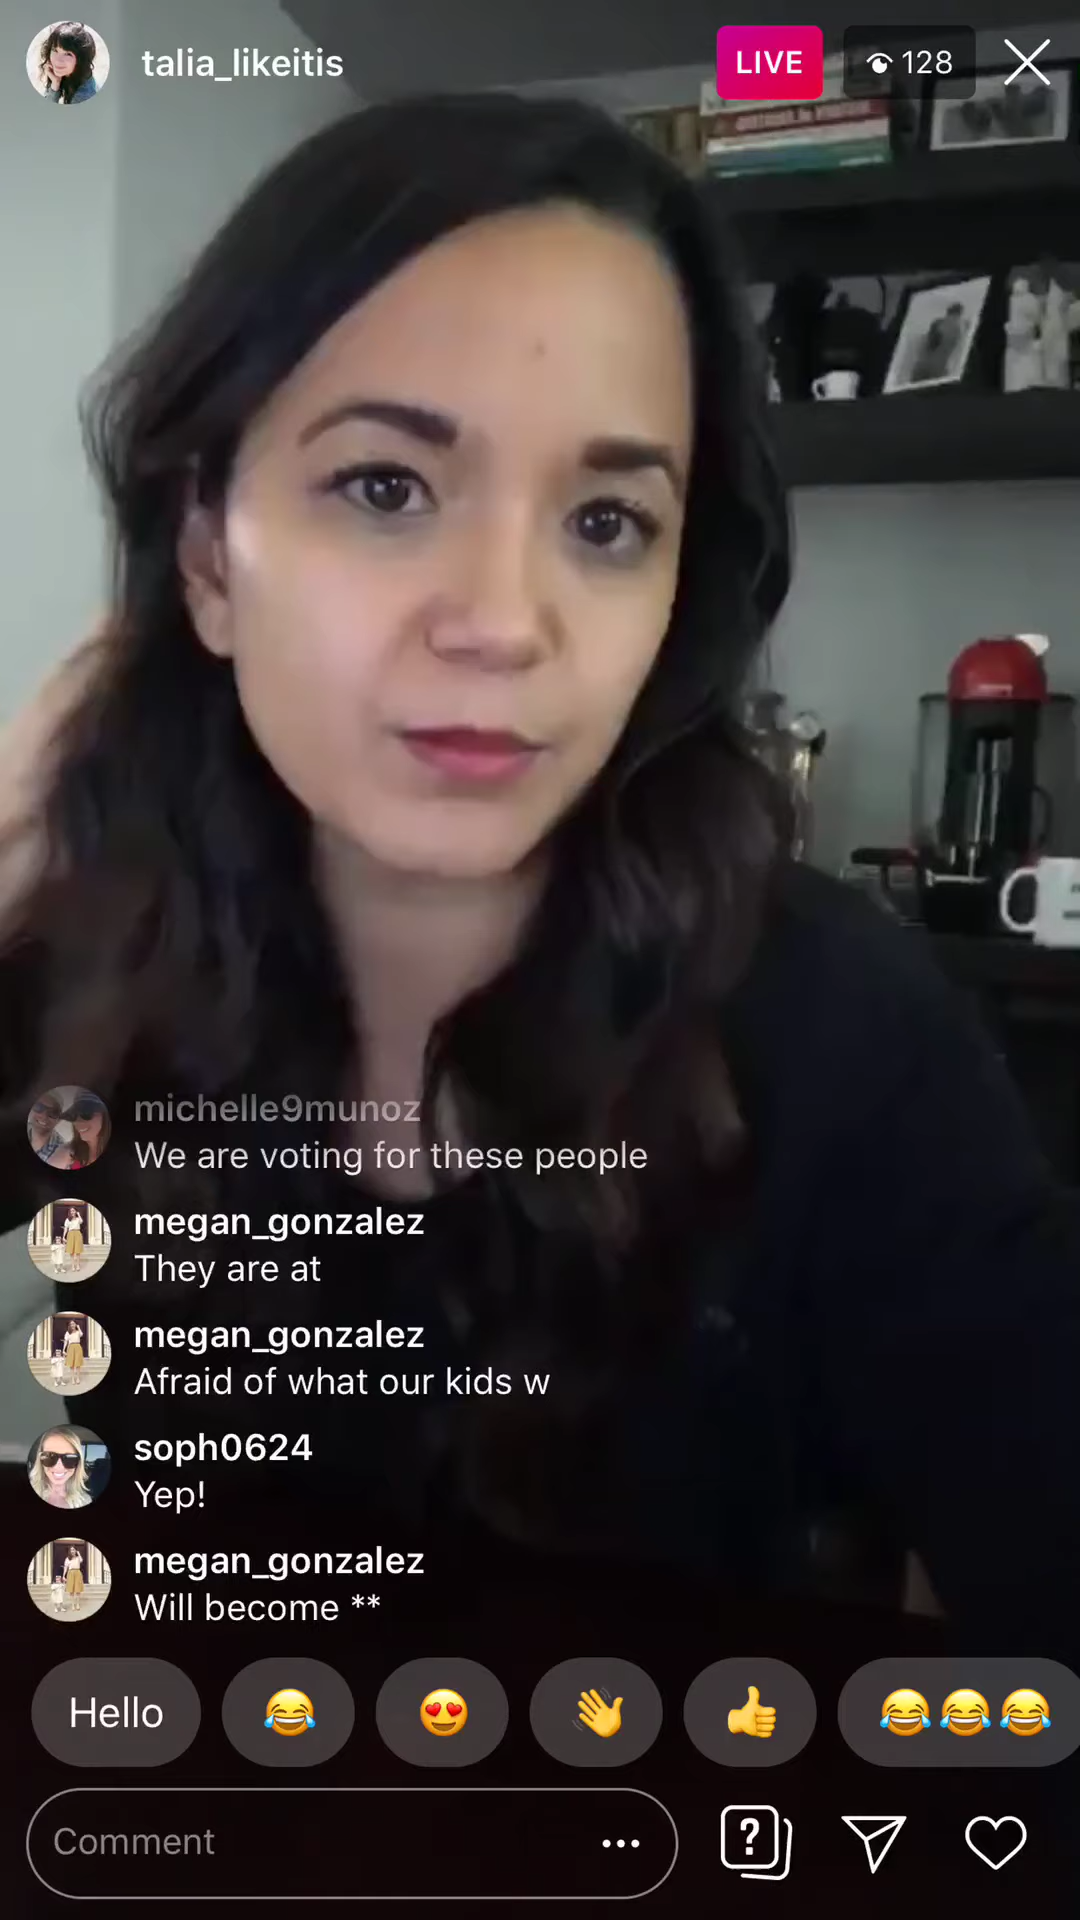 talia_likeitis
LIVE
128
michelle9munoz
We are voting for these people
megan_gonzalez
They are at
megan_gonzalez
Afraid of what our kids w
soph0624
Yep!
megan_gonzalez
Will become **
Hello
Comment
?